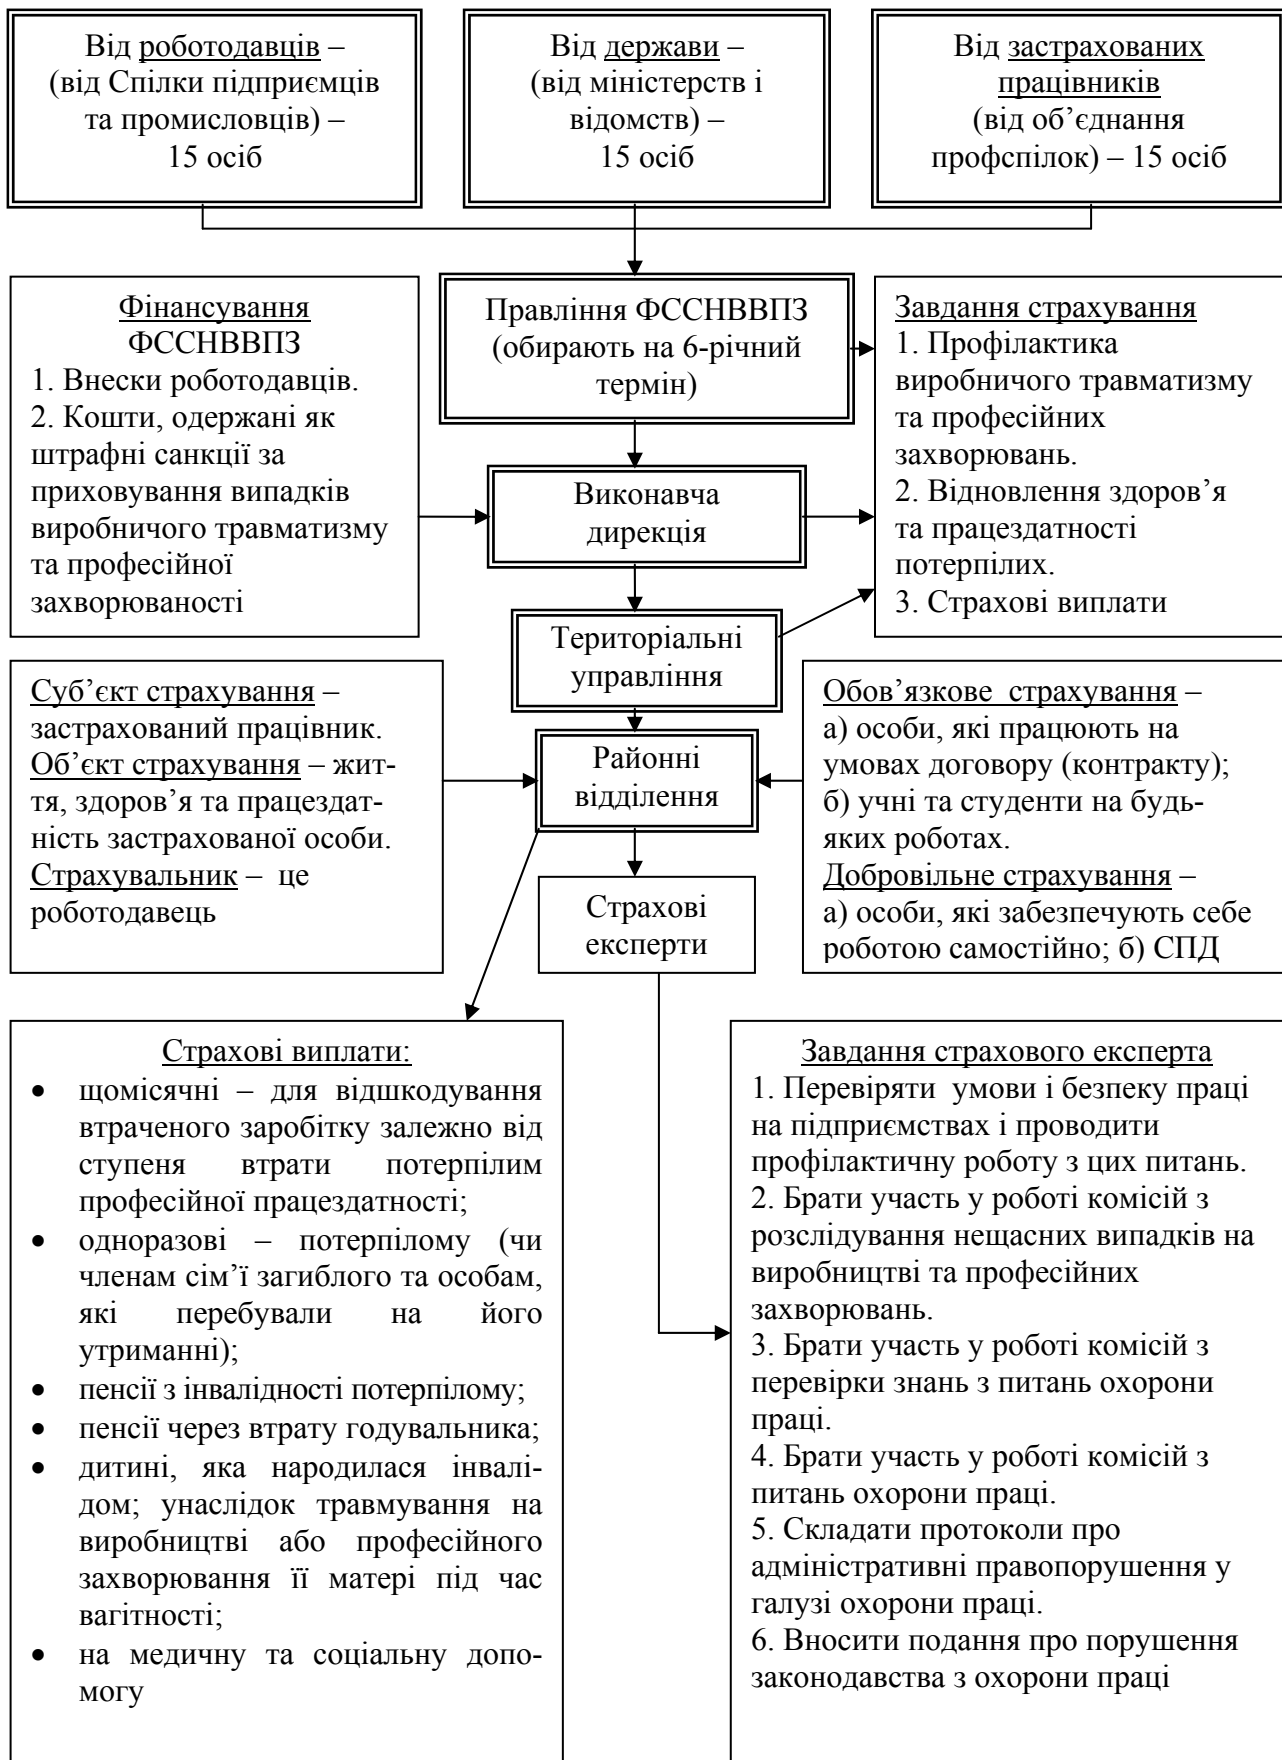 Від роботодавців –
(від Спілки підприємців
та промисловців) –
15 осіб
Від держави –
(від міністерств і
відомств) –
15 осіб
Від застрахованих
працівників
(від об’єднання
профспілок) – 15 осіб
Фінансування
ФССНВВПЗ
1. Внески роботодавців.
2. Кошти, одержані як
штрафні санкції за
приховування випадків
виробничого травматизму
та професійної
захворюваності
Правління ФССНВВПЗ
(обирають на 6-річний
термін)
Завдання страхування
1. Профілактика
виробничого травматизму
та професійних
захворювань.
2. Відновлення здоров’я
та працездатності
потерпілих.
3. Страхові виплати
Виконавча
дирекція
Територіальні
управління
Суб’єкт страхування –
застрахований працівник.
Об’єкт страхування – жит-
тя, здоров’я та працездат-
ність застрахованої особи.
Страхувальник – це
роботодавець
Районні
відділення
Обов’язкове страхування –
а) особи, які працюють на
умовах договору (контракту);
б) учні та студенти на будь-
яких роботах.
Добровільне страхування –
а) особи, які забезпечують себе
роботою самостійно; б) СПД
Страхові
експерти
Страхові виплати:
• щомісячні – для відшкодування
втраченого заробітку залежно від
ступеня втрати потерпілим
професійної працездатності;
• одноразові – потерпілому (чи
членам сім’ї загиблого та особам,
які перебували на його
утриманні);
• пенсії з інвалідності потерпілому;
• пенсії через втрату годувальника;
• дитині, яка народилася інвалі-
дом; унаслідок травмування на
виробництві або професійного
захворювання її матері під час
вагітності;
• на медичну та соціальну допо-
могу
Завдання страхового експерта
1. Перевіряти умови і безпеку праці
на підприємствах і проводити
профілактичну роботу з цих питань.
2. Брати участь у роботі комісій з
розслідування нещасних випадків на
виробництві та професійних
захворювань.
3. Брати участь у роботі комісій з
перевірки знань з питань охорони
праці.
4. Брати участь у роботі комісій з
питань охорони праці.
5. Складати протоколи про
адміністративні правопорушення у
галузі охорони праці.
6. Вносити подання про порушення
законодавства з охорони праці